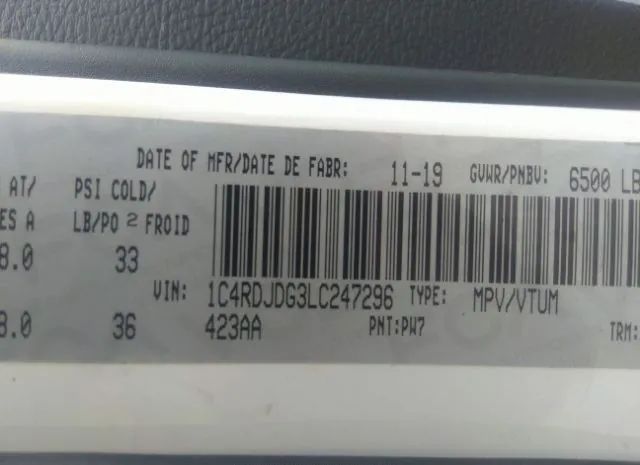 DATE OF MFR/DATE DE FABR: 11-19 GVWR/PNBV: 6500 LB
AT/ PSI COLD/
ES A LB/PO 2 FROID
8.0 33
VIN: 1C4RDJDG3LC247296 TYPE: MPV/VTUM
8.0 36 423AA PNT:PW7 TRM: